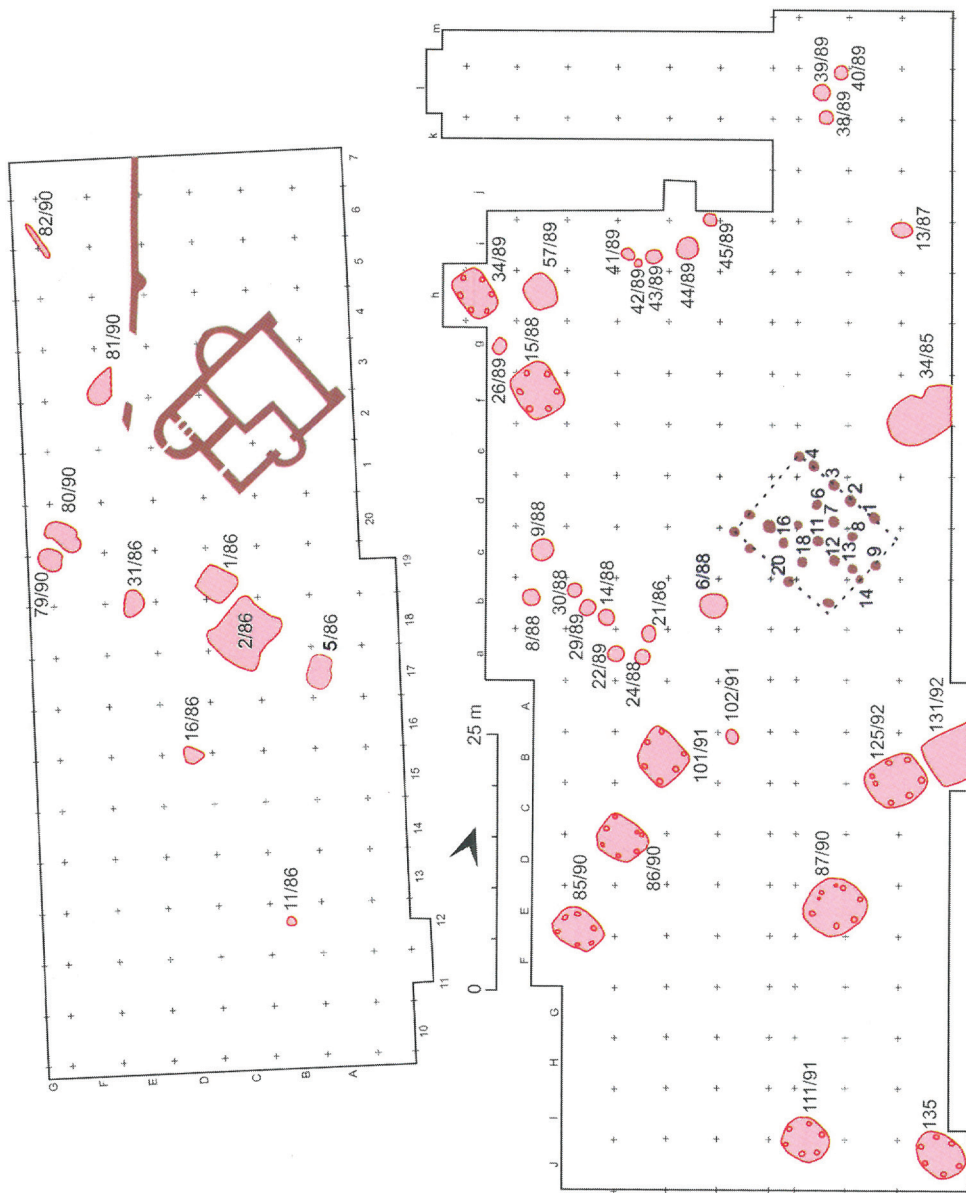 82/90
81/90
80/90
79/90
31/86
1/86
2/86
5/86
16/86
11/86
G
F
E
D
C
B
A
7
6
5
4
3
2
1
20
19
18
17
16
15
14
13
12
11
10
0
25 m
m
l
k
j
i
h
g
f
e
d
c
b
a
A
B
C
D
E
F
G
H
I
J
39/89
40/89
38/89
34/89
57/89
41/89
42/89
43/89
44/89
45/89
13/87
26/89
15/88
34/85
9/88
8/88
30/88
29/89
14/88
22/89
21/86
24/88
6/88
4
3
2
1
6
7
8
16
11
12
13
9
18
20
14
102/91
101/91
125/92
131/92
86/90
85/90
87/90
111/91
135